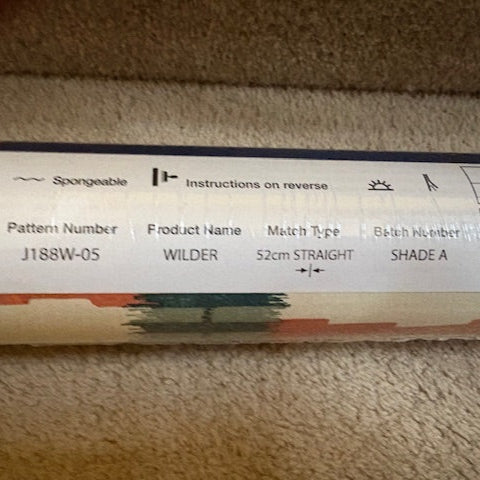 Spongeable Instructions on reverse
Pattern Number Product Name Match Type Batch Number
J188W-05 WILDER 52cm STRAIGHT SHADE A